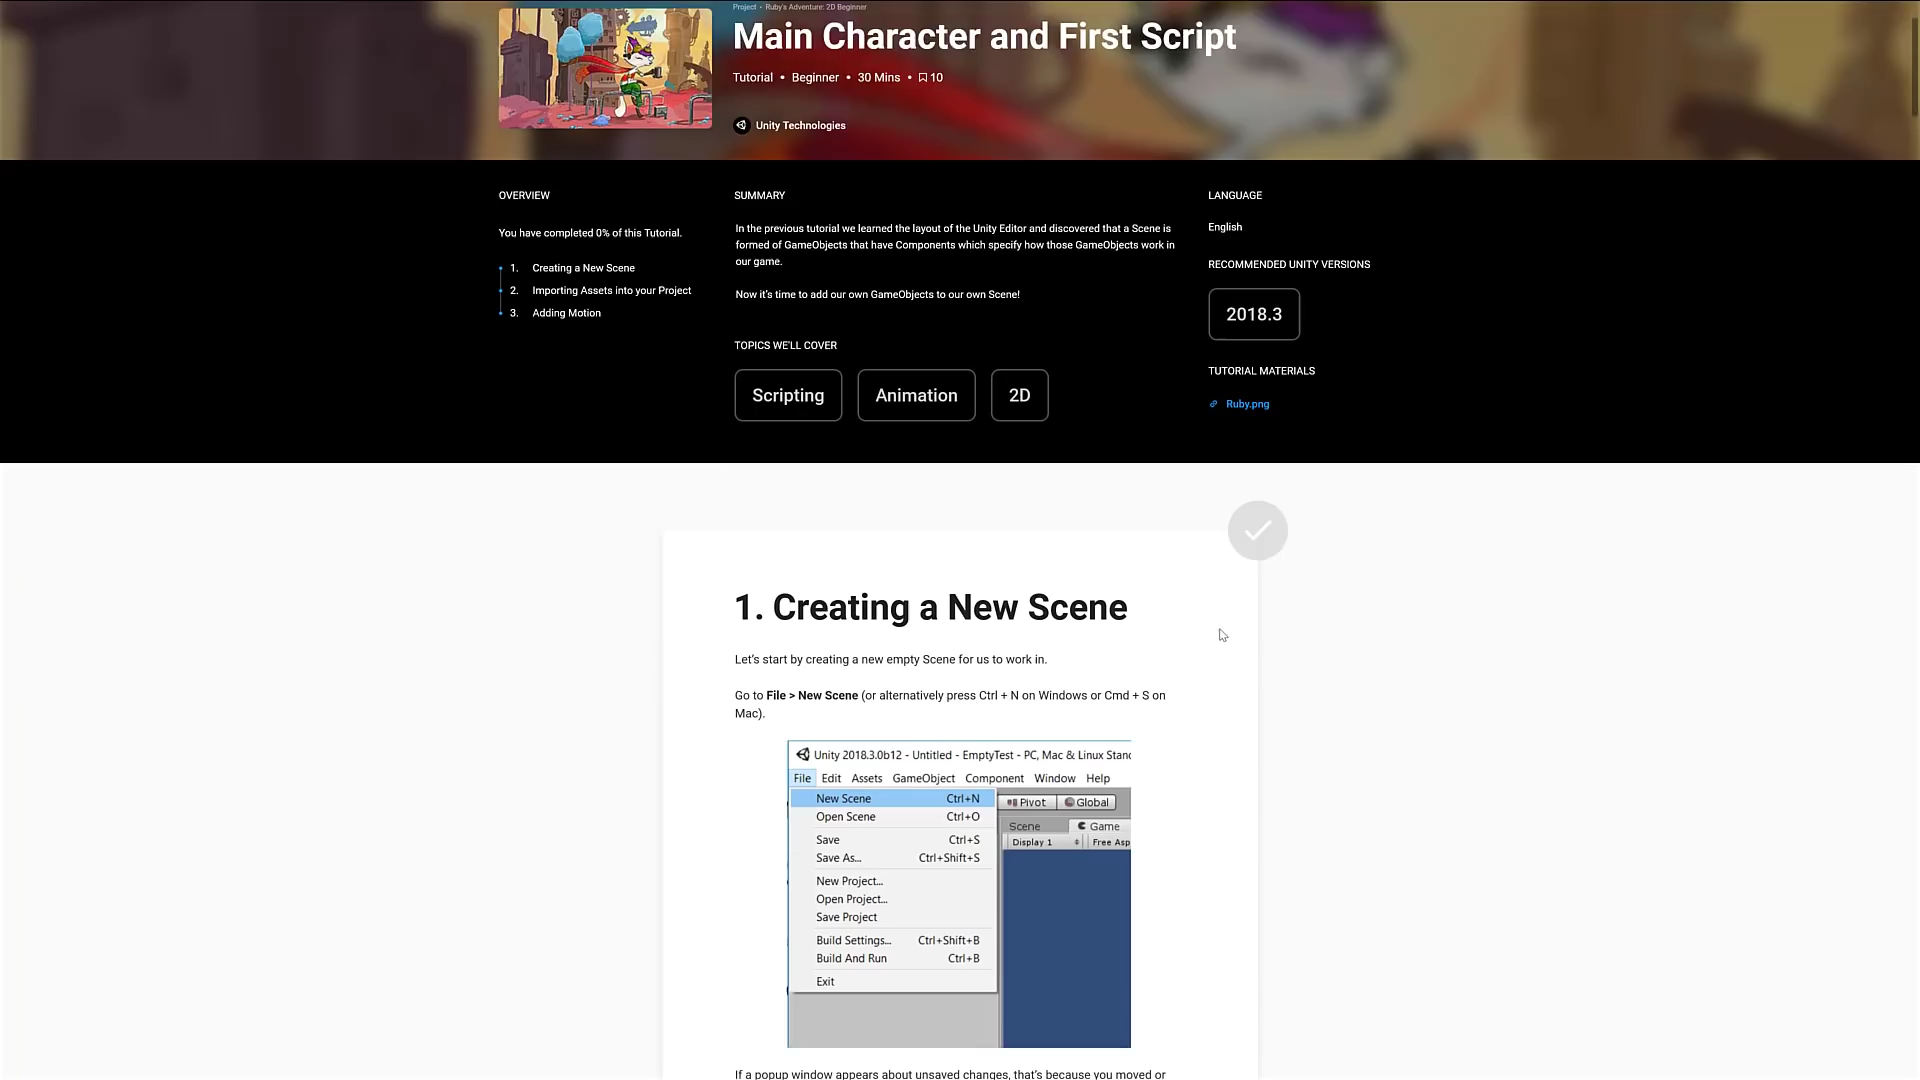 Project • Ruby's Adventure: 2D Beginner
Main Character and First Script
Tutorial • Beginner • 30 Mins • 10
Unity Technologies
OVERVIEW
You have completed 0% of this Tutorial.
1. Creating a New Scene
2. Importing Assets into your Project
3. Adding Motion
SUMMARY
In the previous tutorial we learned the layout of the Unity Editor and discovered that a Scene is
formed of GameObjects that have Components which specify how those GameObjects work in
our game.
Now it's time to add our own GameObjects to our own Scene!
TOPICS WE'LL COVER
Scripting
Animation
2D
LANGUAGE
English
RECOMMENDED UNITY VERSIONS
2018.3
TUTORIAL MATERIALS
Ruby.png
1. Creating a New Scene
Let's start by creating a new empty Scene for us to work in.
Go to File > New Scene (or alternatively press Ctrl + N on Windows or Cmd + S on
Mac).
Unity 2018.3.0b12 - Untitled - EmptyTest - PC, Mac & Linux Stand
File Edit Assets GameObject Component Window Help
New Scene Ctrl+N
Open Scene Ctrl+O
Save Ctrl+S
Save As... Ctrl+Shift+S
New Project...
Open Project...
Save Project
Build Settings... Ctrl+Shift+B
Build And Run Ctrl+B
Exit
Pivot Global
Scene Game
Display 1 Free Asp
If a popup window appears about unsaved changes, that's because you moved or